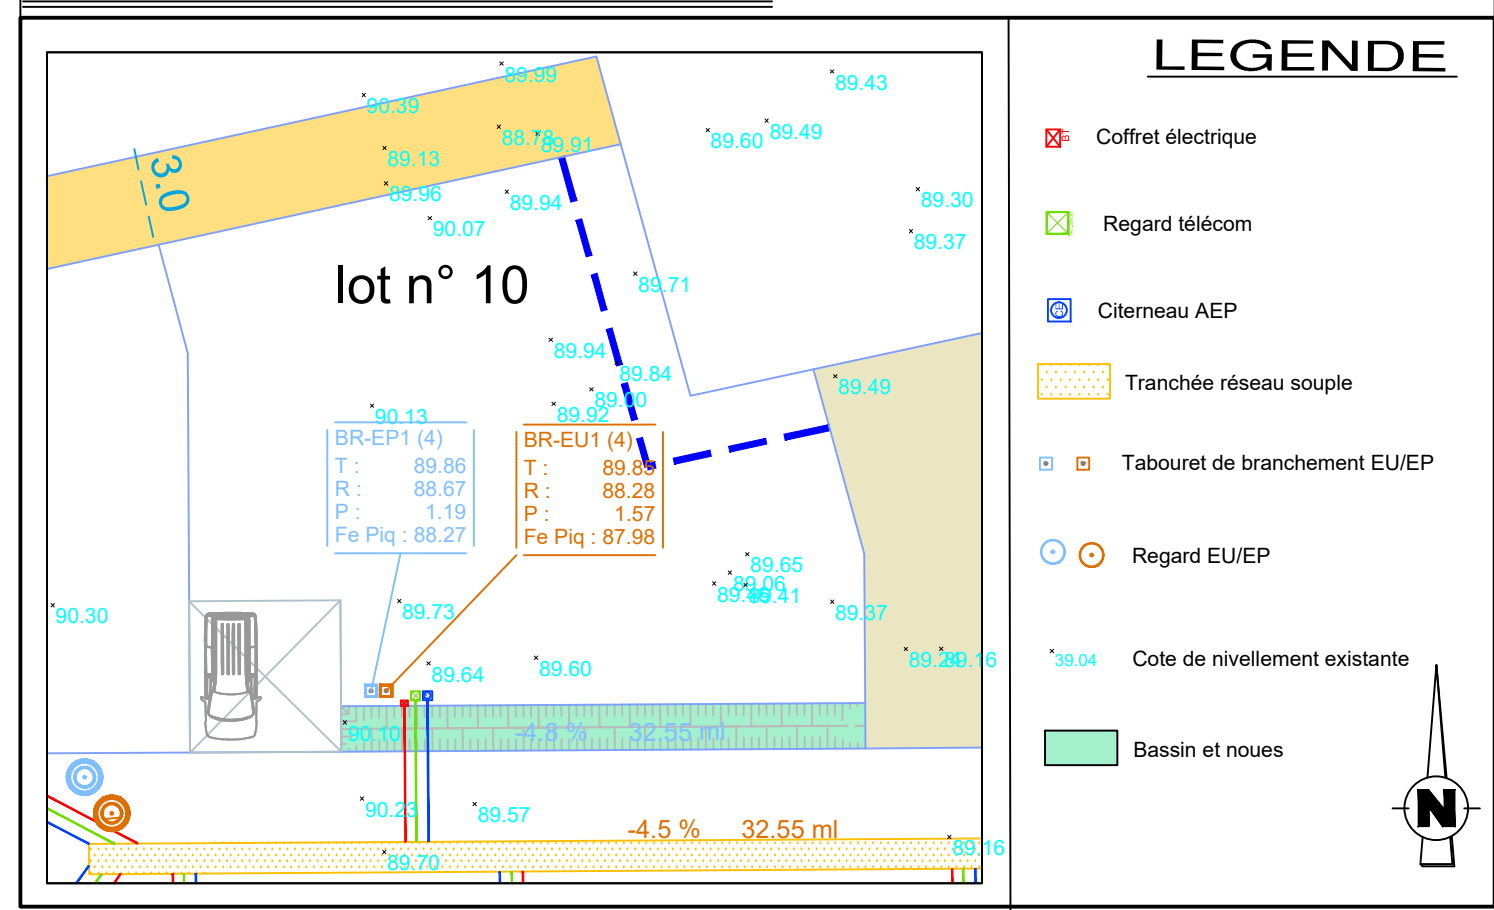 LEGENDE
89.99
90.39
89.43
88.78
89.91
89.60
89.49
89.13
3.0
89.96
89.94
89.30
90.07
89.37
lot n° 10
89.71
89.94
89.84
89.49
89.00
89.92
90.13
BR-EP1 (4)
T : 89.86
R : 88.67
P : 1.19
Fe Piq : 88.27
BR-EU1 (4)
T : 89.85
R : 88.28
P : 1.57
Fe Piq : 87.98
89.65
89.06
89.41
89.37
90.30
89.73
89.64
89.60
89.24
89.16
90.10
-4.8 % 32.55 ml
90.23
89.57
-4.5 % 32.55 ml
89.16
89.70
BT
Coffret électrique
Regard télécom
Citerneau AEP
Tranchée réseau souple
Tabouret de branchement EU/EP
Regard EU/EP
39.04
Cote de nivellement existante
Bassin et noues
N